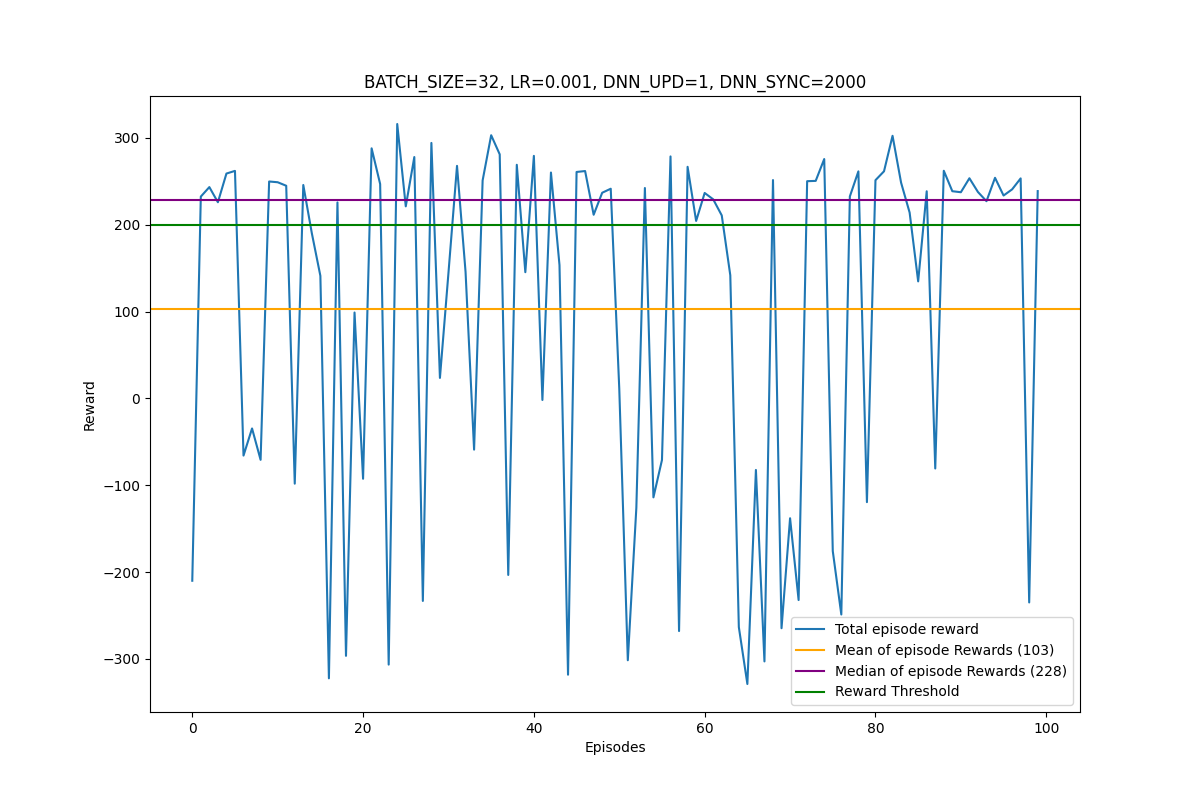 BATCH_SIZE=32, LR=0.001, DNN_UPD=1, DNN_SYNC=2000
300
200
100
0
−100
−200
−300
Reward
Total episode reward
Mean of episode Rewards (103)
Median of episode Rewards (228)
Reward Threshold
0 20 40 60 80 100
Episodes